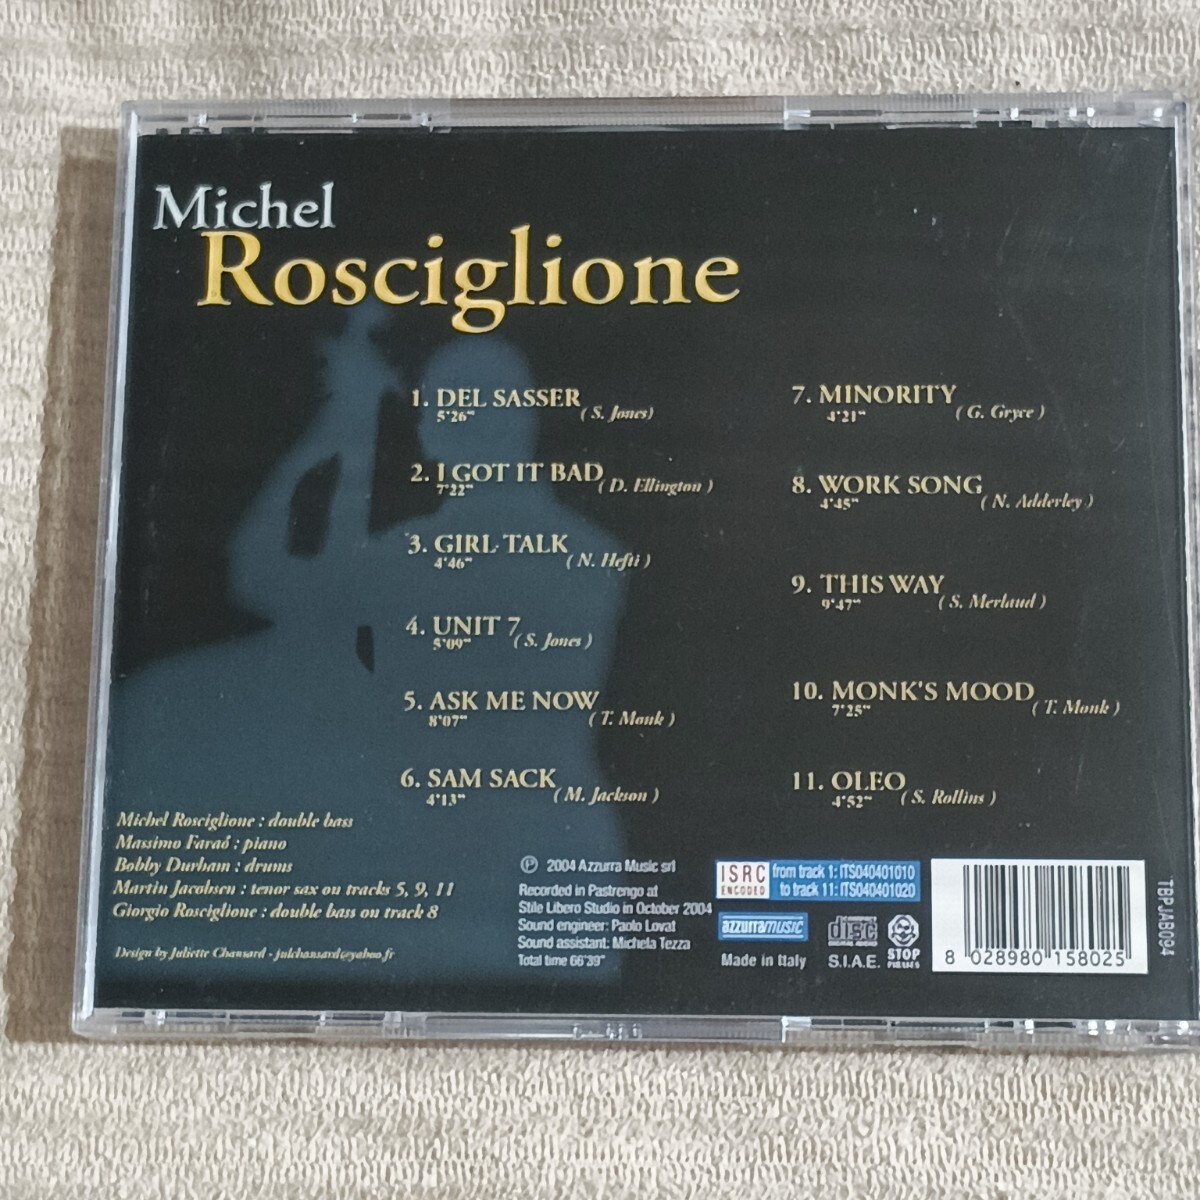 Michel
Rosciglione
1. DEL SASSER
5'26" ( S. Jones)
2. I GOT IT BAD
7'22" ( D. Ellington )
3. GIRL TALK
4'46" ( N. Hefti )
4. UNIT 7
5'09" ( S. Jones )
5. ASK ME NOW
8'07" ( T. Monk )
6. SAM SACK
4'13" ( M. Jackson )
7. MINORITY
4'21" ( G. Gryce )
8. WORK SONG
4'45" ( N. Adderley )
9. THIS WAY
9'47" ( S. Merland )
10. MONK'S MOOD
7'25" ( T. Monk )
11. OLEO
4'52" ( S. Rollins )
Michel Rosciglione : double bass
Massimo Faraó : piano
Bobby Durham : drums
Martin Jacobsen : tenor sax on tracks 5, 9, 11
Giorgio Rosciglione : double bass on track 8
Design by Juliette Chansard - julchansard@yahoo.fr
Ⓟ 2004 Azzurra Music srl
Recorded in Pastrengo at
Stile Libero Studio in October 2004
Sound engineer: Paolo Lovat
Sound assistant: Michela Tezza
Total time 66'39"
ISRC
ENCODED
from track 1: ITS040401010
to track 11: ITS040401020
azzurraMUSIC
Made in Italy
disc
DIGITAL AUDIO
S.I.A.E.
STOP
PIRATES
8 028980 158025
TBPJAB094